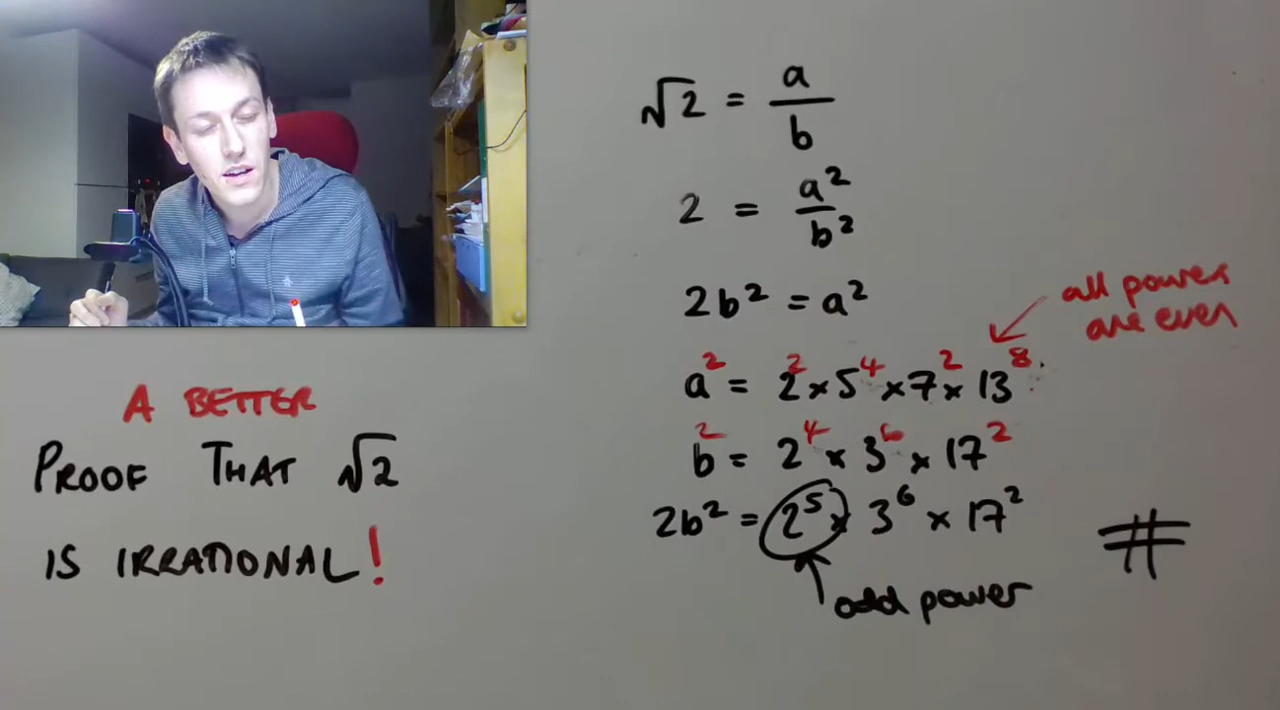 A BETTER
PROOF THAT √2
IS IRRATIONAL!
√2 = a/b
2 = a²/b²
2b² = a²
all power
are even
a² = 2² × 5⁴ × 7² × 13⁸
b² = 2⁴ × 3⁶ × 17²
2b² = 2⁵ × 3⁶ × 17²
#
odd power